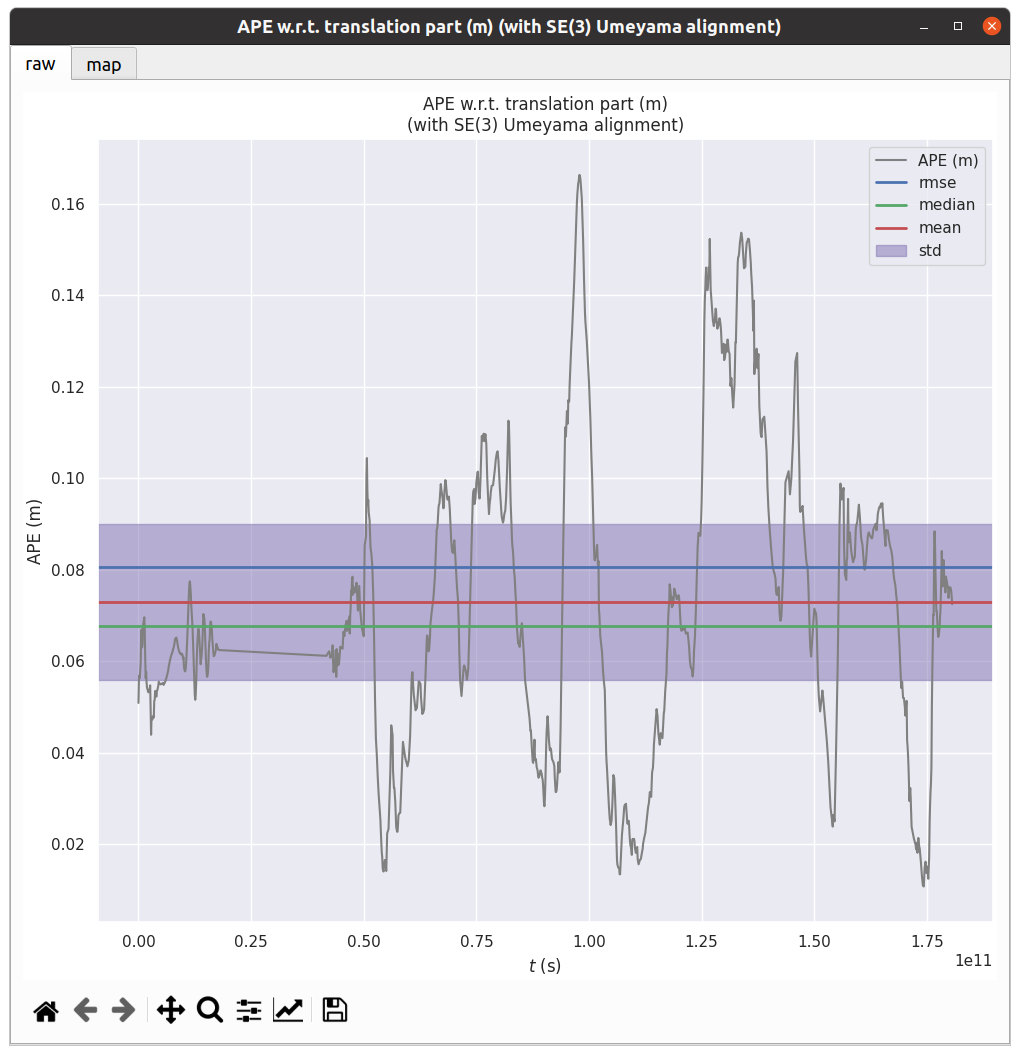 APE w.r.t. translation part (m) (with SE(3) Umeyama alignment)
raw
map
APE w.r.t. translation part (m)
(with SE(3) Umeyama alignment)
APE (m)
rmse
median
mean
std
0.16
0.14
0.12
0.10
0.08
0.06
0.04
0.02
APE (m)
0.00
0.25
0.50
0.75
1.00
1.25
1.50
1.75
1e11
t (s)